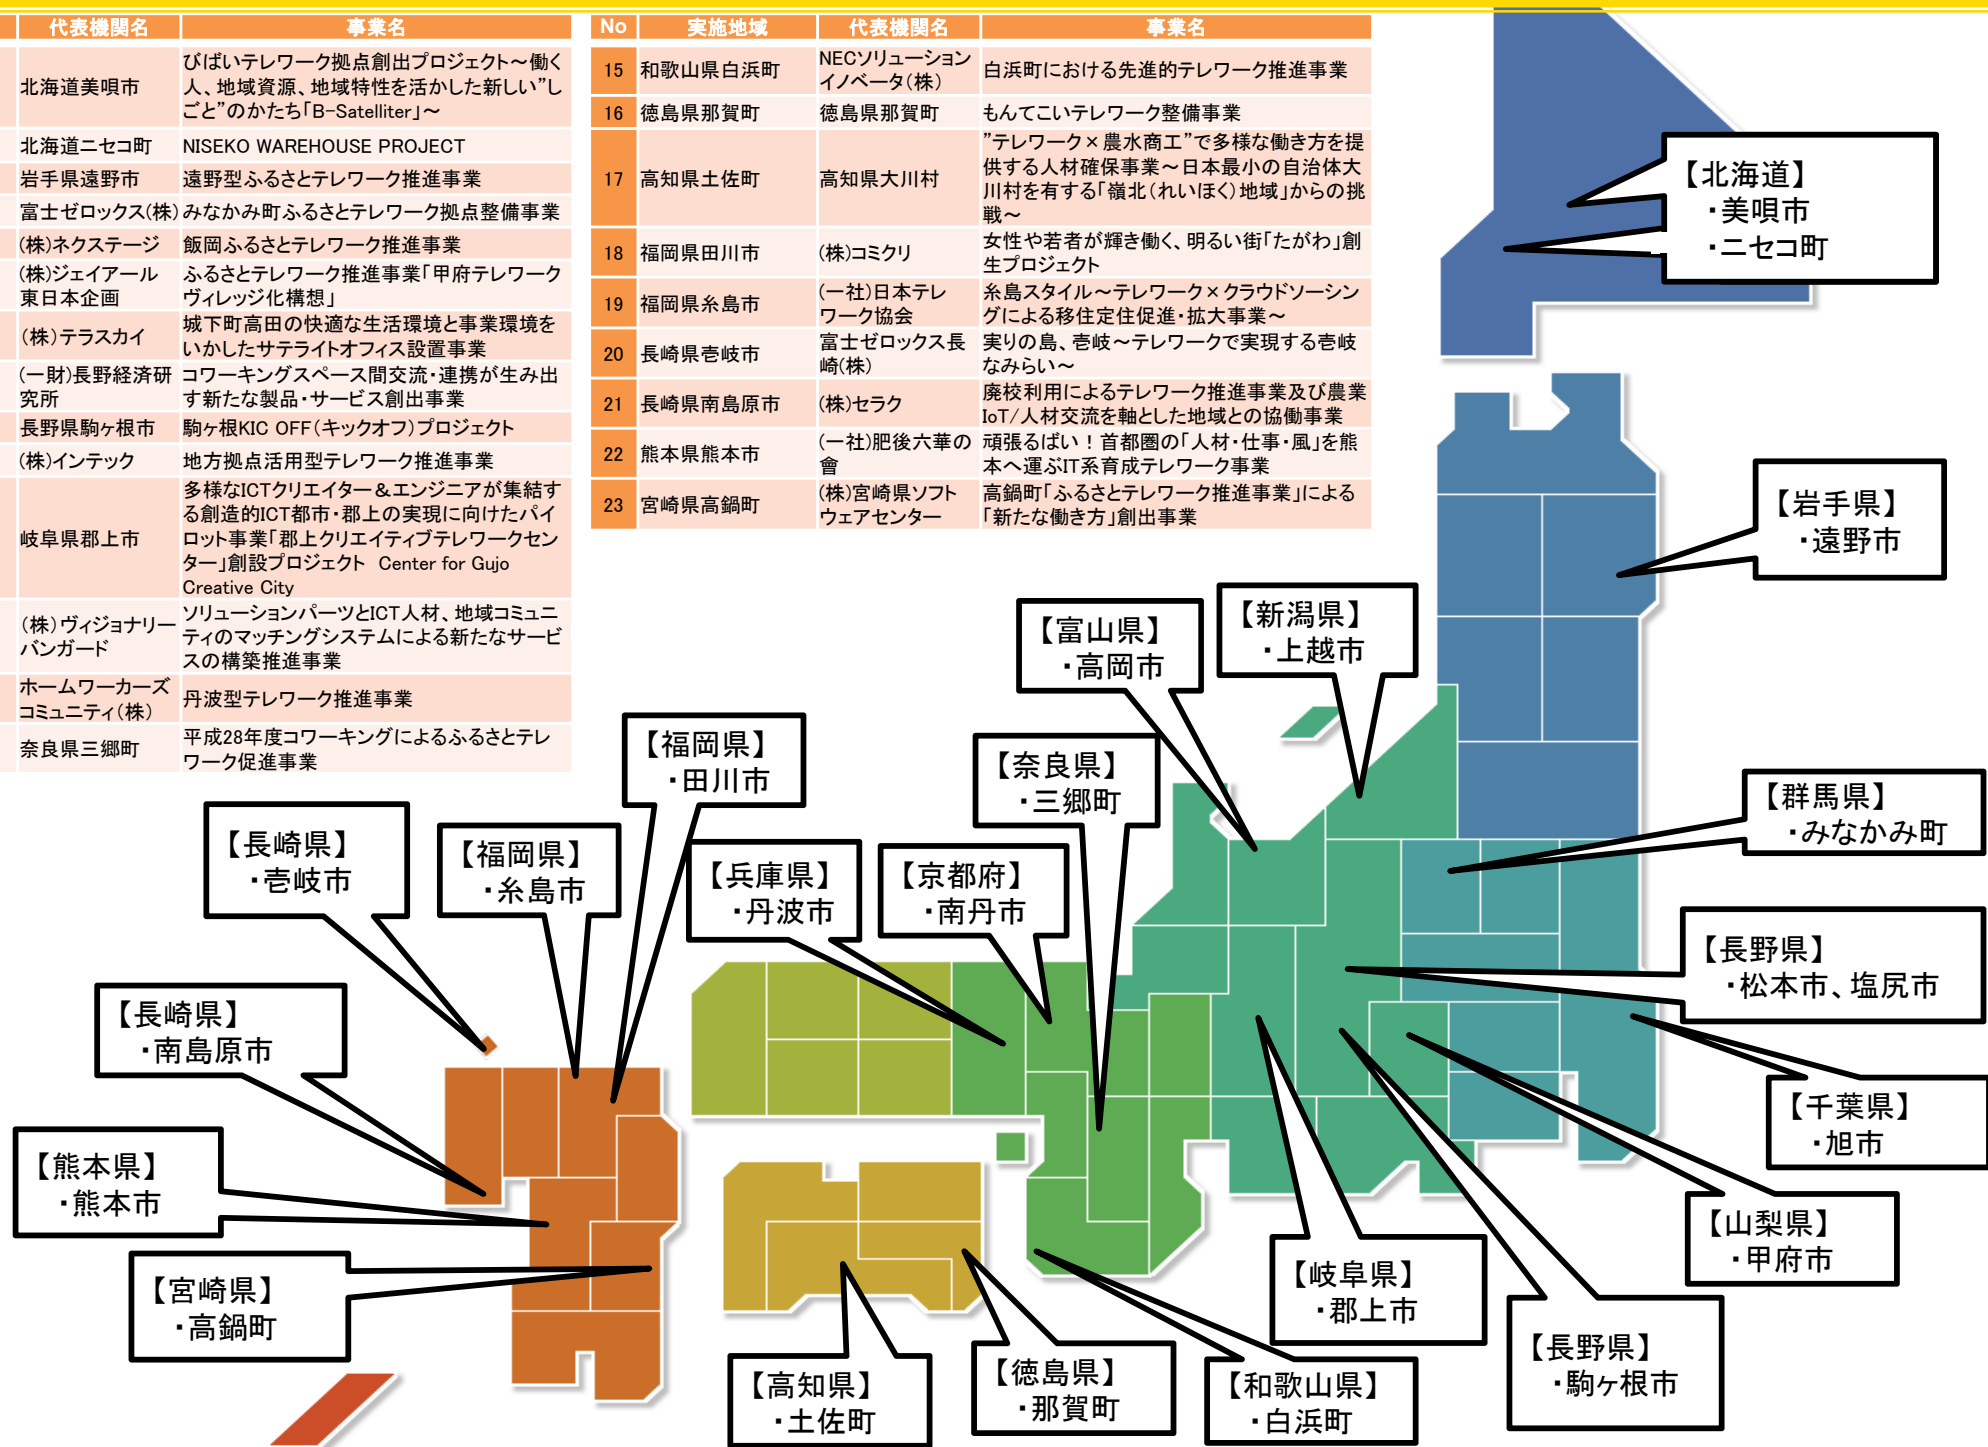 代表機関名 事業名
北海道美唄市 びばいテレワーク拠点創出プロジェクト～働く
人、地域資源、地域特性を活かした新しい”し
ごと”のかたち「B-Satelliter」～
北海道ニセコ町 NISEKO WAREHOUSE PROJECT
岩手県遠野市 遠野型ふるさとテレワーク推進事業
富士ゼロックス(株) みなかみ町ふるさとテレワーク拠点整備事業
(株)ネクステージ 飯岡ふるさとテレワーク推進事業
(株)ジェイアール
東日本企画
ふるさとテレワーク推進事業「甲府テレワーク
ヴィレッジ化構想」
(株)テラスカイ 城下町高田の快適な生活環境と事業環境を
いかしたサテライトオフィス設置事業
(一財)長野経済研
究所
コワーキングスペース間交流・連携が生み出
す新たな製品・サービス創出事業
長野県駒ヶ根市 駒ヶ根KIC OFF(キックオフ)プロジェクト
(株)インテック 地方拠点活用型テレワーク推進事業
岐阜県郡上市 多様なICTクリエイター＆エンジニアが集結す
る創造的ICT都市・郡上の実現に向けたパイ
ロット事業「郡上クリエイティブテレワークセン
ター」創設プロジェクト Center for Gujo
Creative City
(株)ヴィジョナリー
バンガード
ソリューションパーツとICT人材、地域コミュニ
ティのマッチングシステムによる新たなサービ
スの構築推進事業
ホームワーカーズ
コミュニティ(株)
丹波型テレワーク推進事業
奈良県三郷町 平成28年度コワーキングによるふるさとテレ
ワーク促進事業
No 実施地域 代表機関名 事業名
15 和歌山県白浜町 NECソリューション
イノベータ(株)
白浜町における先進的テレワーク推進事業
16 徳島県那賀町 徳島県那賀町 もんてこいテレワーク整備事業
17 高知県土佐町 高知県大川村 ”テレワーク×農水商工”で多様な働き方を提
供する人材確保事業～日本最小の自治体大
川村を有する「嶺北(れいほく)地域」からの挑
戦～
18 福岡県田川市 (株)コミクリ 女性や若者が輝き働く、明るい街「たがわ」創
生プロジェクト
19 福岡県糸島市 (一社)日本テレ
ワーク協会
糸島スタイル～テレワーク×クラウドソーシン
グによる移住定住促進・拡大事業～
20 長崎県壱岐市 富士ゼロックス長
崎(株)
実りの島、壱岐～テレワークで実現する壱岐
なみらい～
21 長崎県南島原市 (株)セラク 廃校利用によるテレワーク推進事業及び農業
IoT/人材交流を軸とした地域との協働事業
22 熊本県熊本市 (一社)肥後六華の
會
頑張るばい！首都圏の「人材・仕事・風」を熊
本へ運ぶIT系育成テレワーク事業
23 宮崎県高鍋町 (株)宮崎県ソフト
ウェアセンター
高鍋町「ふるさとテレワーク推進事業」による
「新たな働き方」創出事業
【北海道】
・美唄市
・ニセコ町
【岩手県】
・遠野市
【新潟県】
・上越市
【富山県】
・高岡市
【福岡県】
・田川市
【奈良県】
・三郷町
【群馬県】
・みなかみ町
【長崎県】
・壱岐市
【福岡県】
・糸島市
【兵庫県】
・丹波市
【京都府】
・南丹市
【長野県】
・松本市、塩尻市
【長崎県】
・南島原市
【千葉県】
・旭市
【熊本県】
・熊本市
【山梨県】
・甲府市
【宮崎県】
・高鍋町
【岐阜県】
・郡上市
【長野県】
・駒ヶ根市
【高知県】
・土佐町
【徳島県】
・那賀町
【和歌山県】
・白浜町